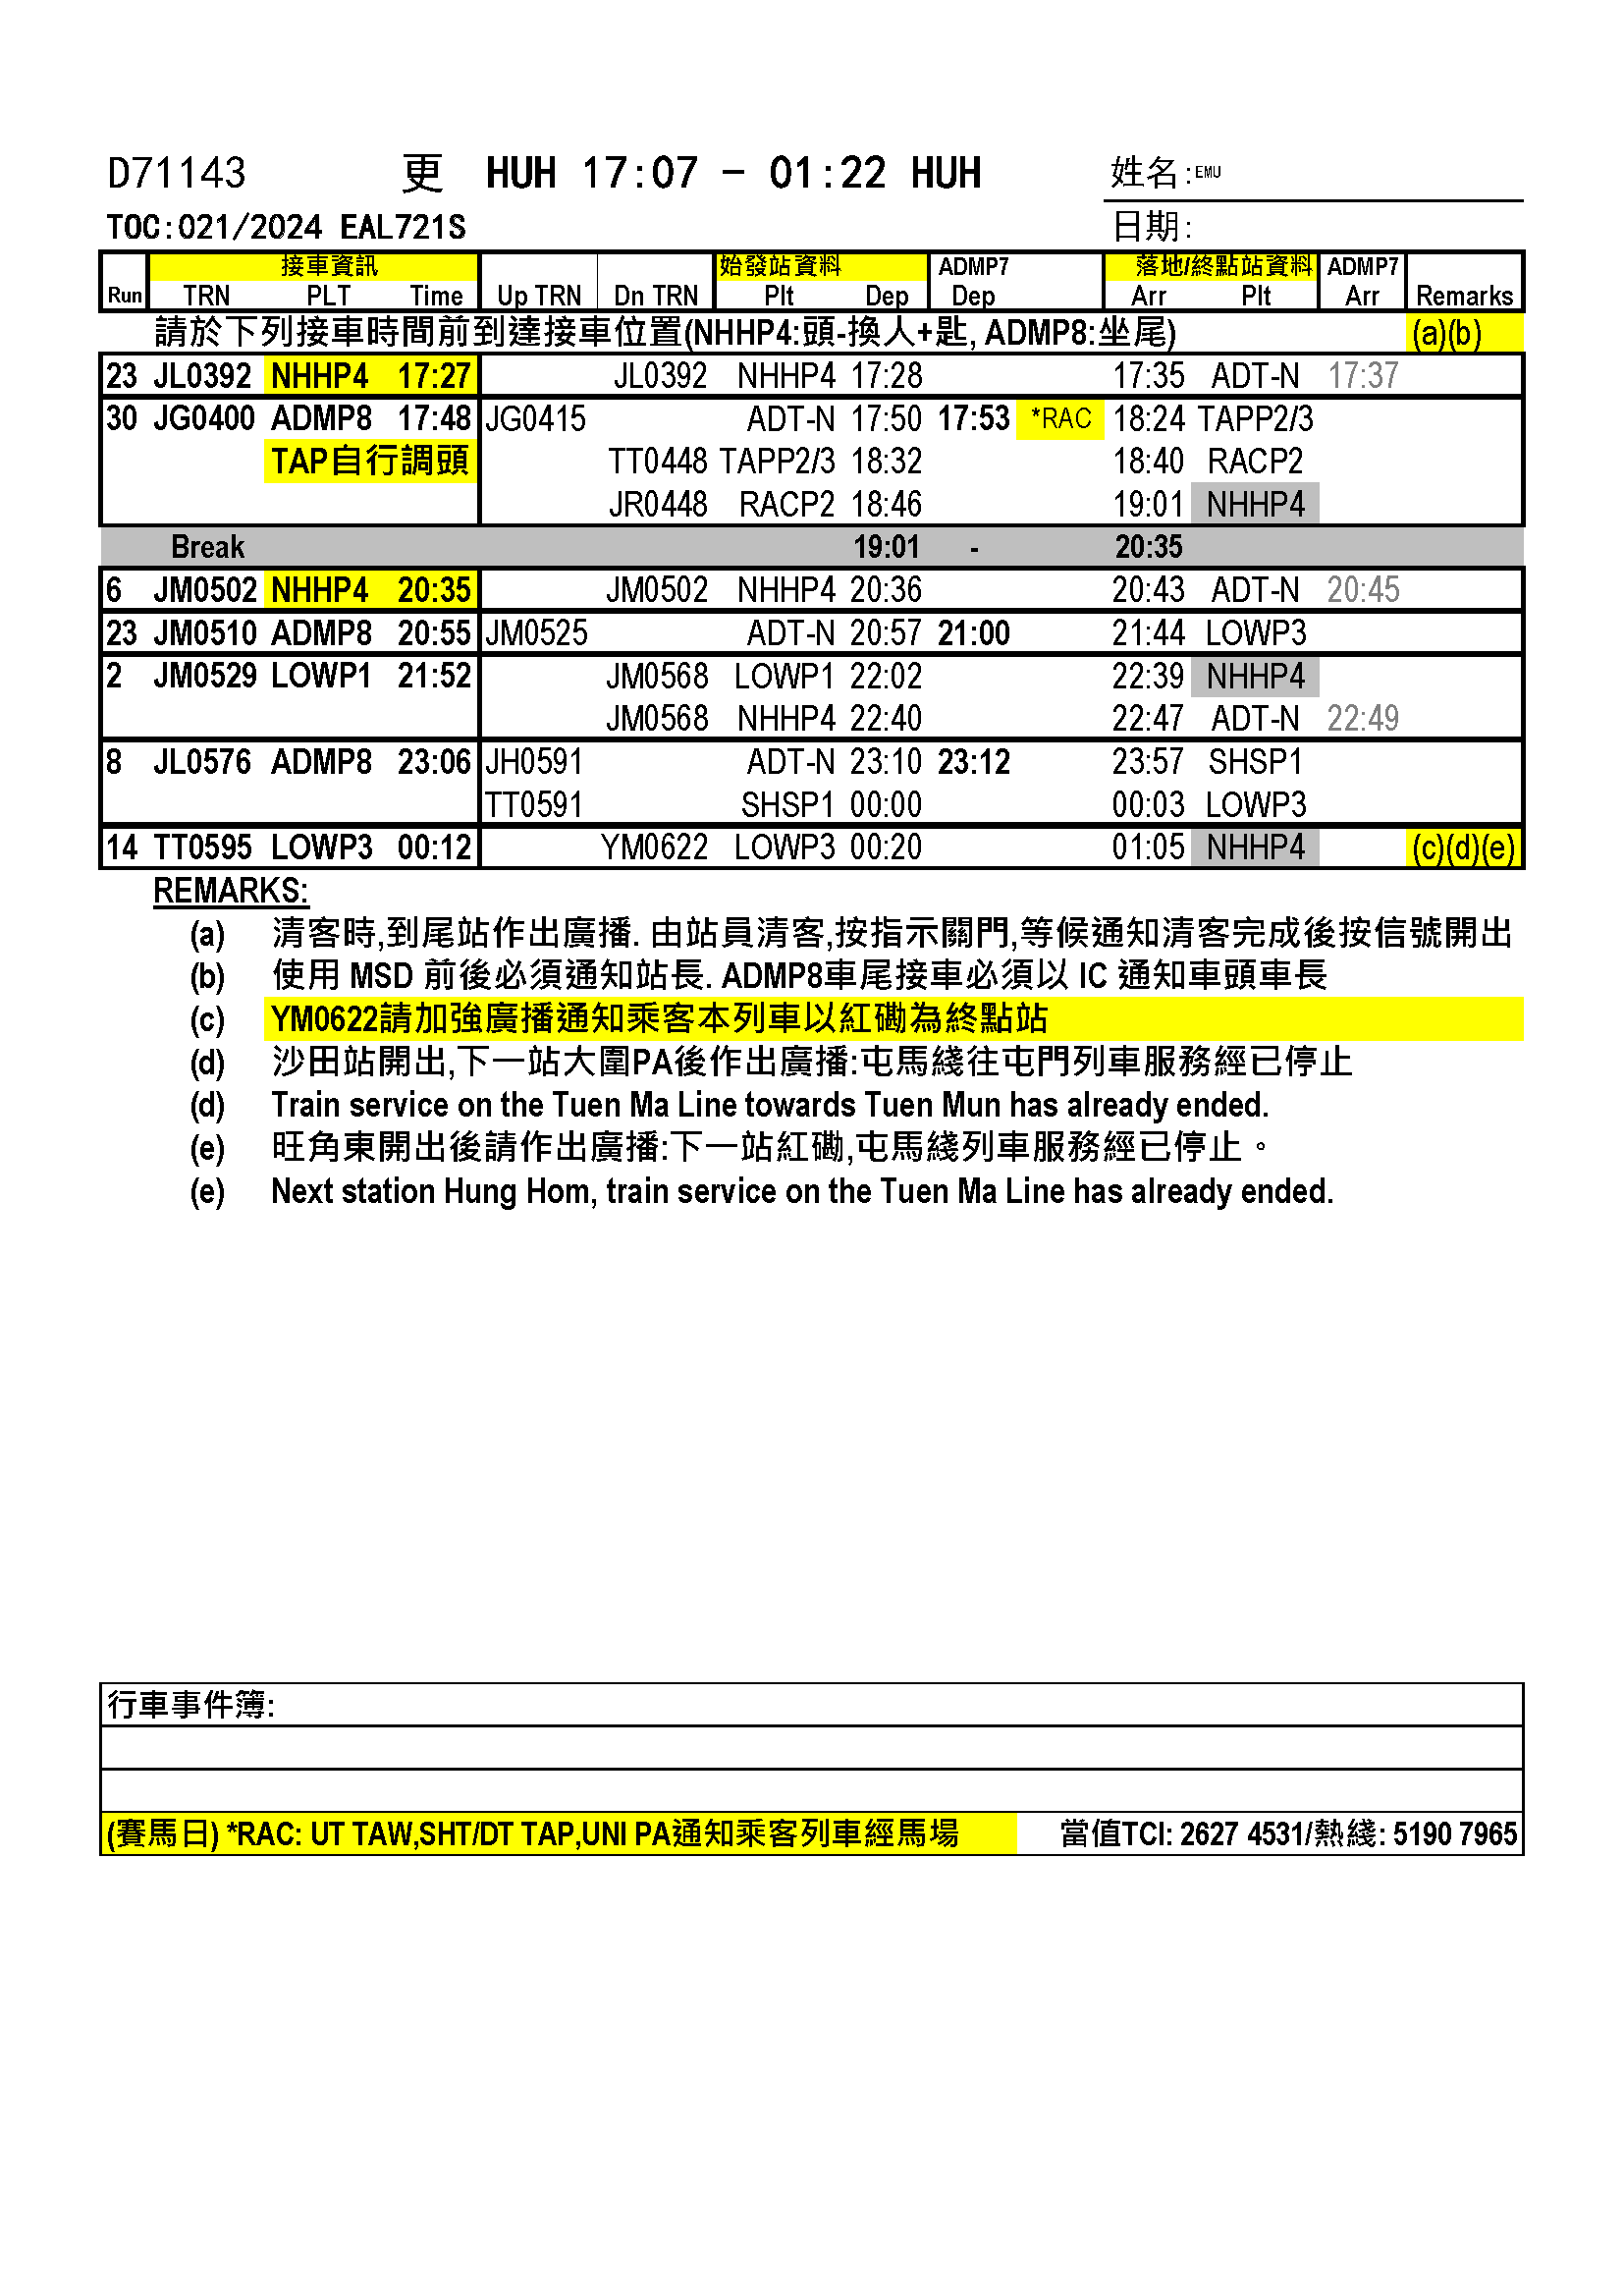 D71143 更 HUH 17:07 - 01:22 HUH 姓名:EMU
TOC:021/2024 EAL721S 日期:
接車資訊 始發站資料 ADMP7 落地/終點站資料 ADMP7
Run TRN PLT Time Up TRN Dn TRN Plt Dep Dep Arr Plt Arr Remarks
請於下列接車時間前到達接車位置(NHHP4:頭-換人+匙, ADMP8:坐尾) (a)(b)
23 JL0392 NHHP4 17:27 JL0392 NHHP4 17:28 17:35 ADT-N 17:37
30 JG0400 ADMP8 17:48 JG0415 ADT-N 17:50 17:53 *RAC 18:24 TAPP2/3
TAP自行調頭 TT0448 TAPP2/3 18:32 18:40 RACP2
JR0448 RACP2 18:46 19:01 NHHP4
Break 19:01 - 20:35
6 JM0502 NHHP4 20:35 JM0502 NHHP4 20:36 20:43 ADT-N 20:45
23 JM0510 ADMP8 20:55 JM0525 ADT-N 20:57 21:00 21:44 LOWP3
2 JM0529 LOWP1 21:52 JM0568 LOWP1 22:02 22:39 NHHP4
JM0568 NHHP4 22:40 22:47 ADT-N 22:49
8 JL0576 ADMP8 23:06 JH0591 ADT-N 23:10 23:12 23:57 SHSP1
TT0591 SHSP1 00:00 00:03 LOWP3
14 TT0595 LOWP3 00:12 YM0622 LOWP3 00:20 01:05 NHHP4 (c)(d)(e)
REMARKS:
(a) 清客時,到尾站作出廣播. 由站員清客,按指示關門,等候通知清客完成後按信號開出
(b) 使用 MSD 前後必須通知站長. ADMP8車尾接車必須以 IC 通知車頭車長
(c) YM0622請加強廣播通知乘客本列車以紅磡為終點站
(d) 沙田站開出,下一站大圍PA後作出廣播:屯馬綫往屯門列車服務經已停止
(d) Train service on the Tuen Ma Line towards Tuen Mun has already ended.
(e) 旺角東開出後請作出廣播:下一站紅磡,屯馬綫列車服務經已停止。
(e) Next station Hung Hom, train service on the Tuen Ma Line has already ended.
行車事件簿:
(賽馬日) *RAC: UT TAW,SHT/DT TAP,UNI PA通知乘客列車經馬場 當值TCI: 2627 4531/熱綫: 5190 7965